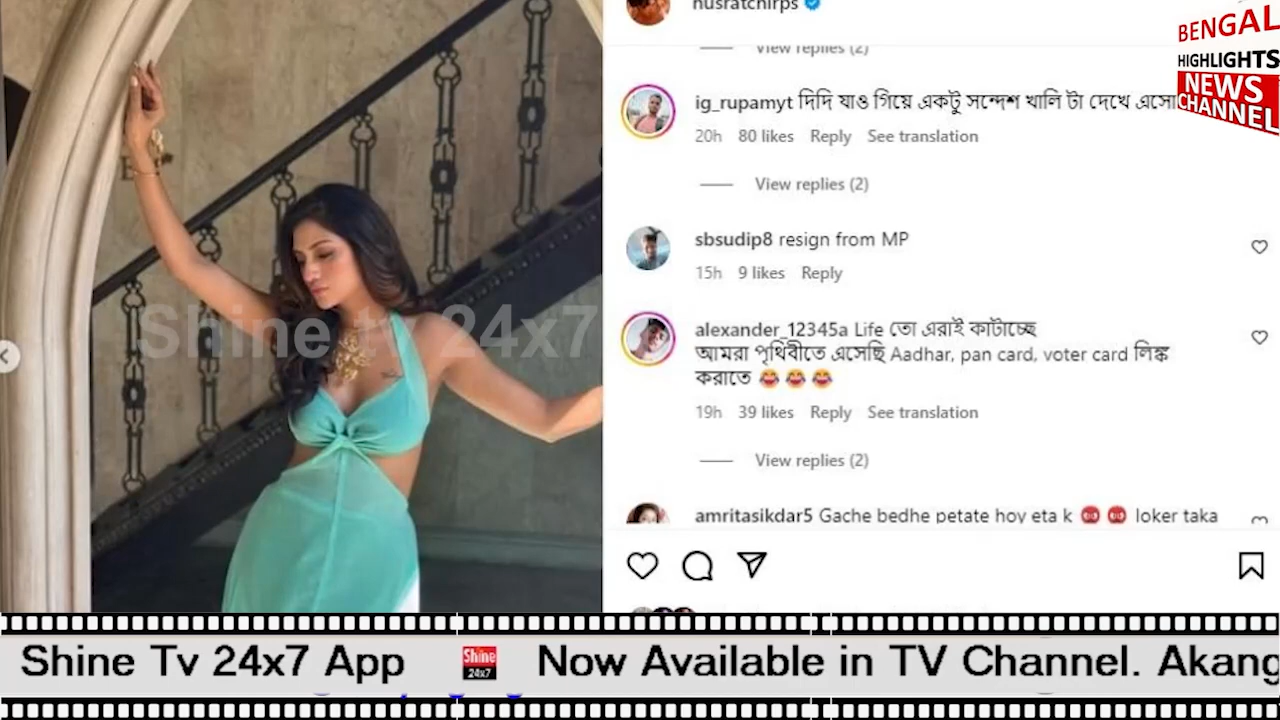 nusratchirps
View replies (2)
ig_rupamyt দিদি যাও গিয়ে একটু সন্দেশ খালি টা দেখে এসো
20h 80 likes Reply See translation
View replies (2)
sbsudip8 resign from MP
15h 9 likes Reply
alexander_12345a Life তো এরাই কাটাচ্ছে
আমরা পৃথিবীতে এসেছি Aadhar, pan card, voter card লিঙ্ক
করাতে 😂😂😂
19h 39 likes Reply See translation
View replies (2)
amritasikdar5 Gache bedhe petate hoy eta k 👹 👹 loker taka
BENGAL
HIGHLIGHTS
NEWS
CHANNEL
Shine tv 24x7
Shine Tv 24x7 App Shine 24x7 Now Available in TV Channel. Akang